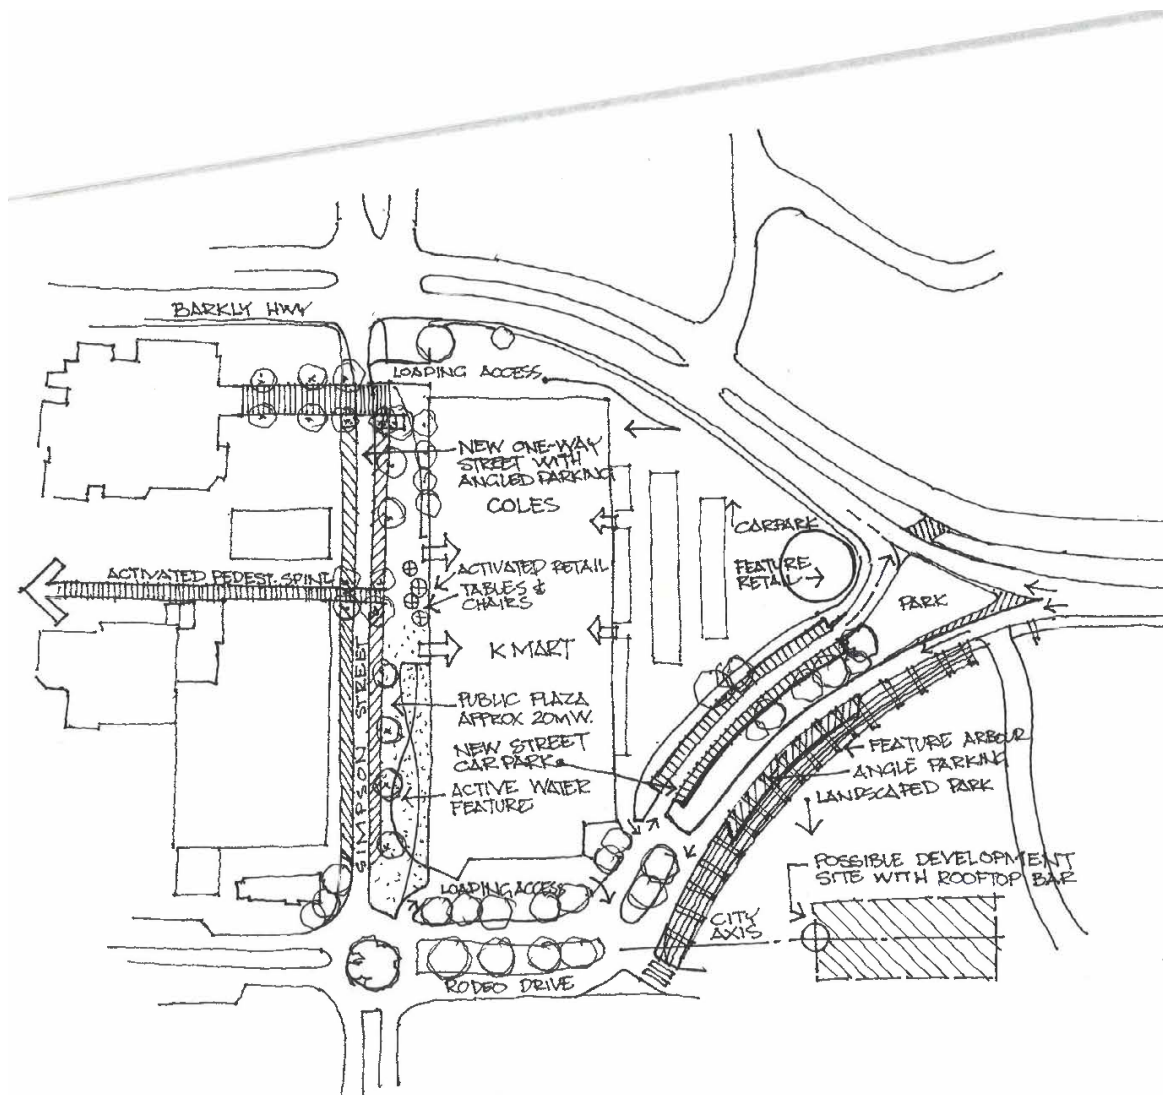 BARKLY HWY
LOADING ACCESS
NEW ONE-WAY
STREET WITH
ANGLED PARKING
COLES
CARPARK
FEATURE
RETAIL
ACTIVATED PEDEST. SPINE
ACTIVATED RETAIL
TABLES &
CHAIRS
PARK
K MART
SIMPSON STREET
PUBLIC PLAZA
APPROX 20M W.
NEW STREET
CAR PARK
ACTIVE WATER
FEATURE
FEATURE ARBOUR
ANGLE PARKING
LANDSCAPED PARK
LOADING ACCESS
POSSIBLE DEVELOPMENT
SITE WITH ROOFTOP BAR
CITY
AXIS
RODEO DRIVE